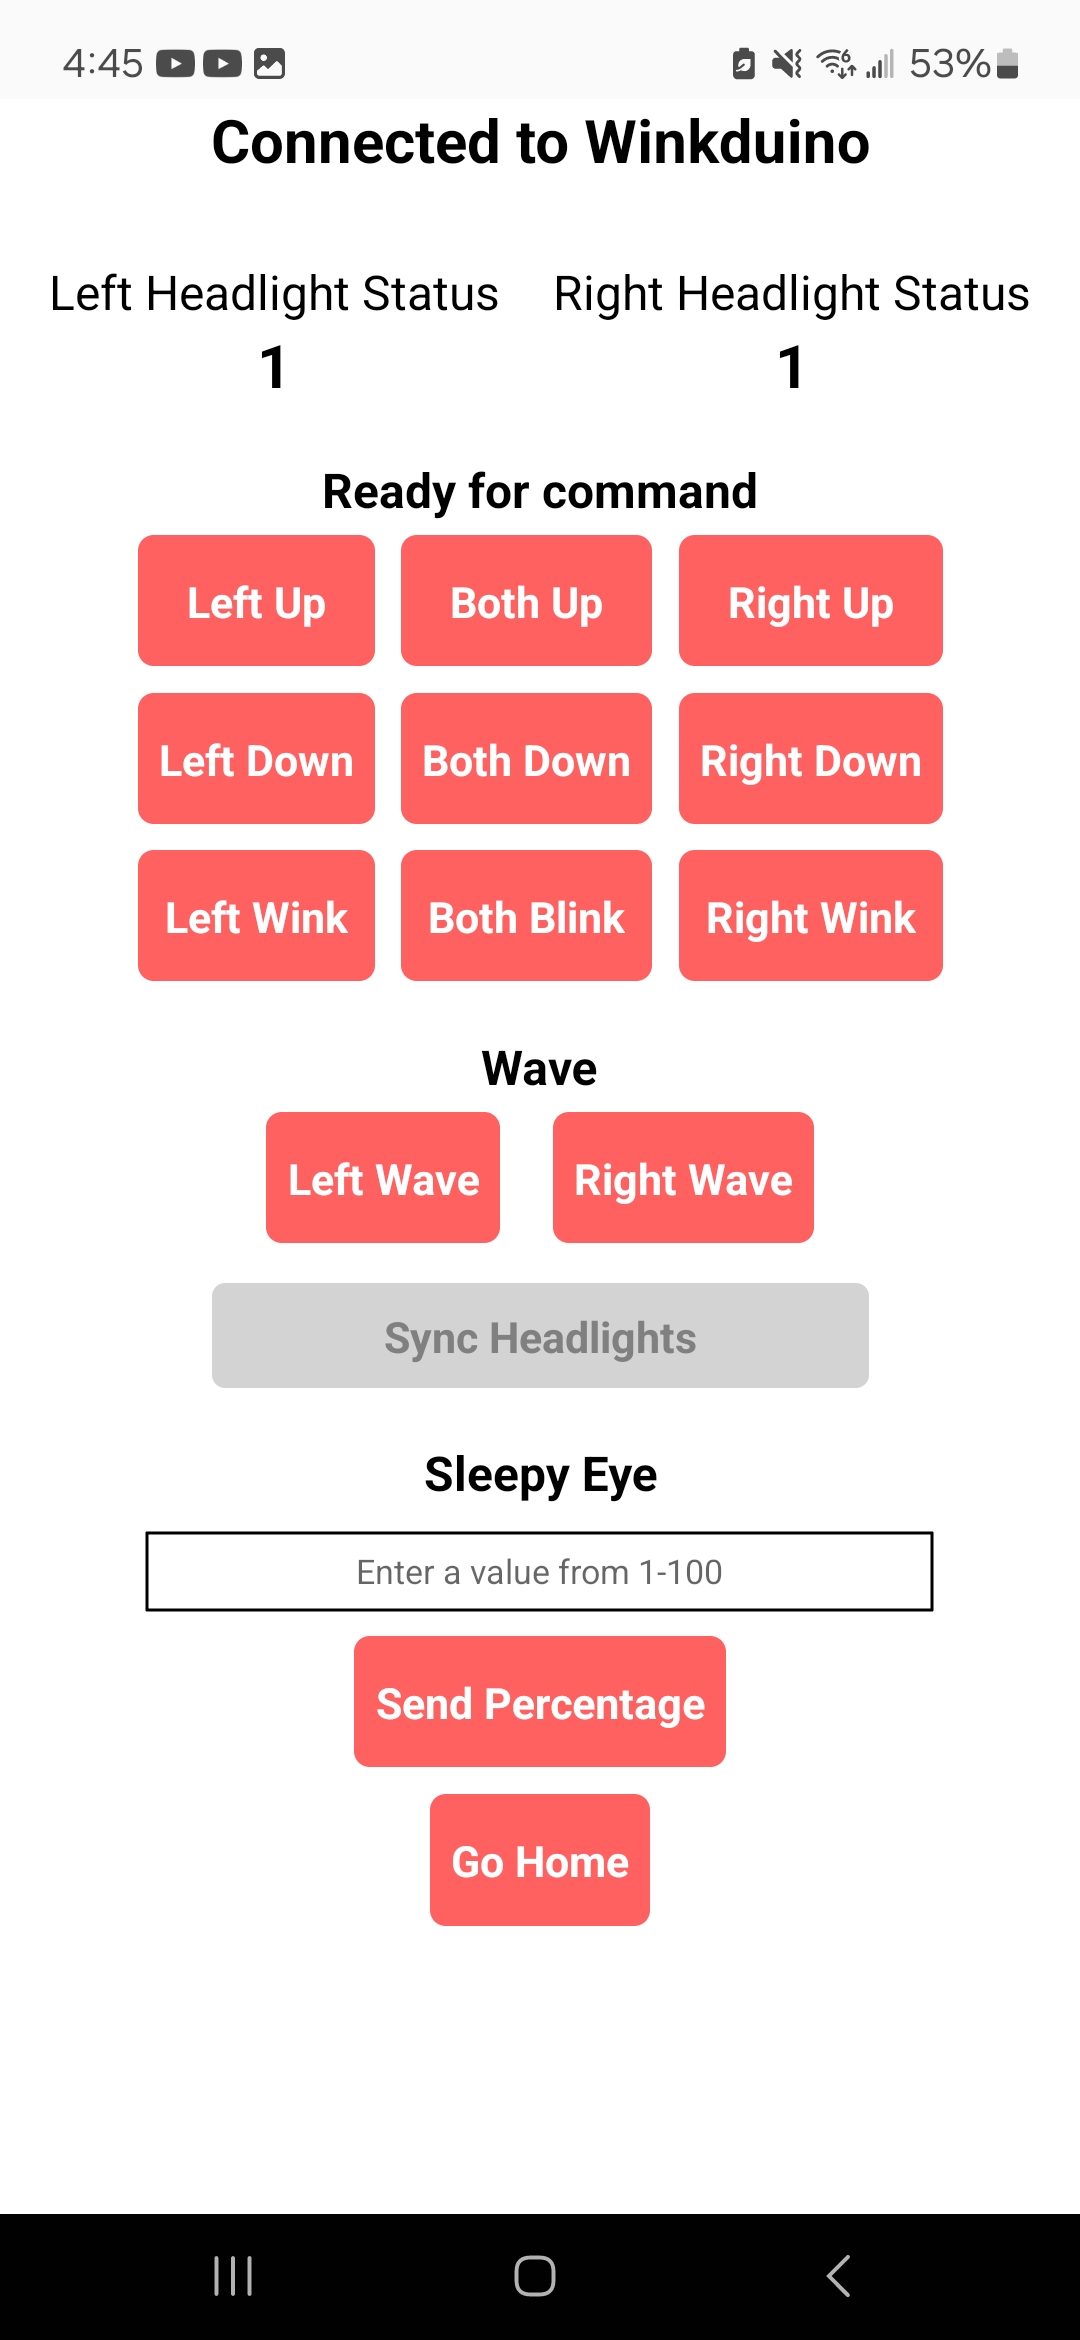 4:45 53%
Connected to Winkduino
Left Headlight Status Right Headlight Status
1 1
Ready for command
Left Up Both Up Right Up
Left Down Both Down Right Down
Left Wink Both Blink Right Wink
Wave
Left Wave Right Wave
Sync Headlights
Sleepy Eye
Enter a value from 1-100
Send Percentage
Go Home